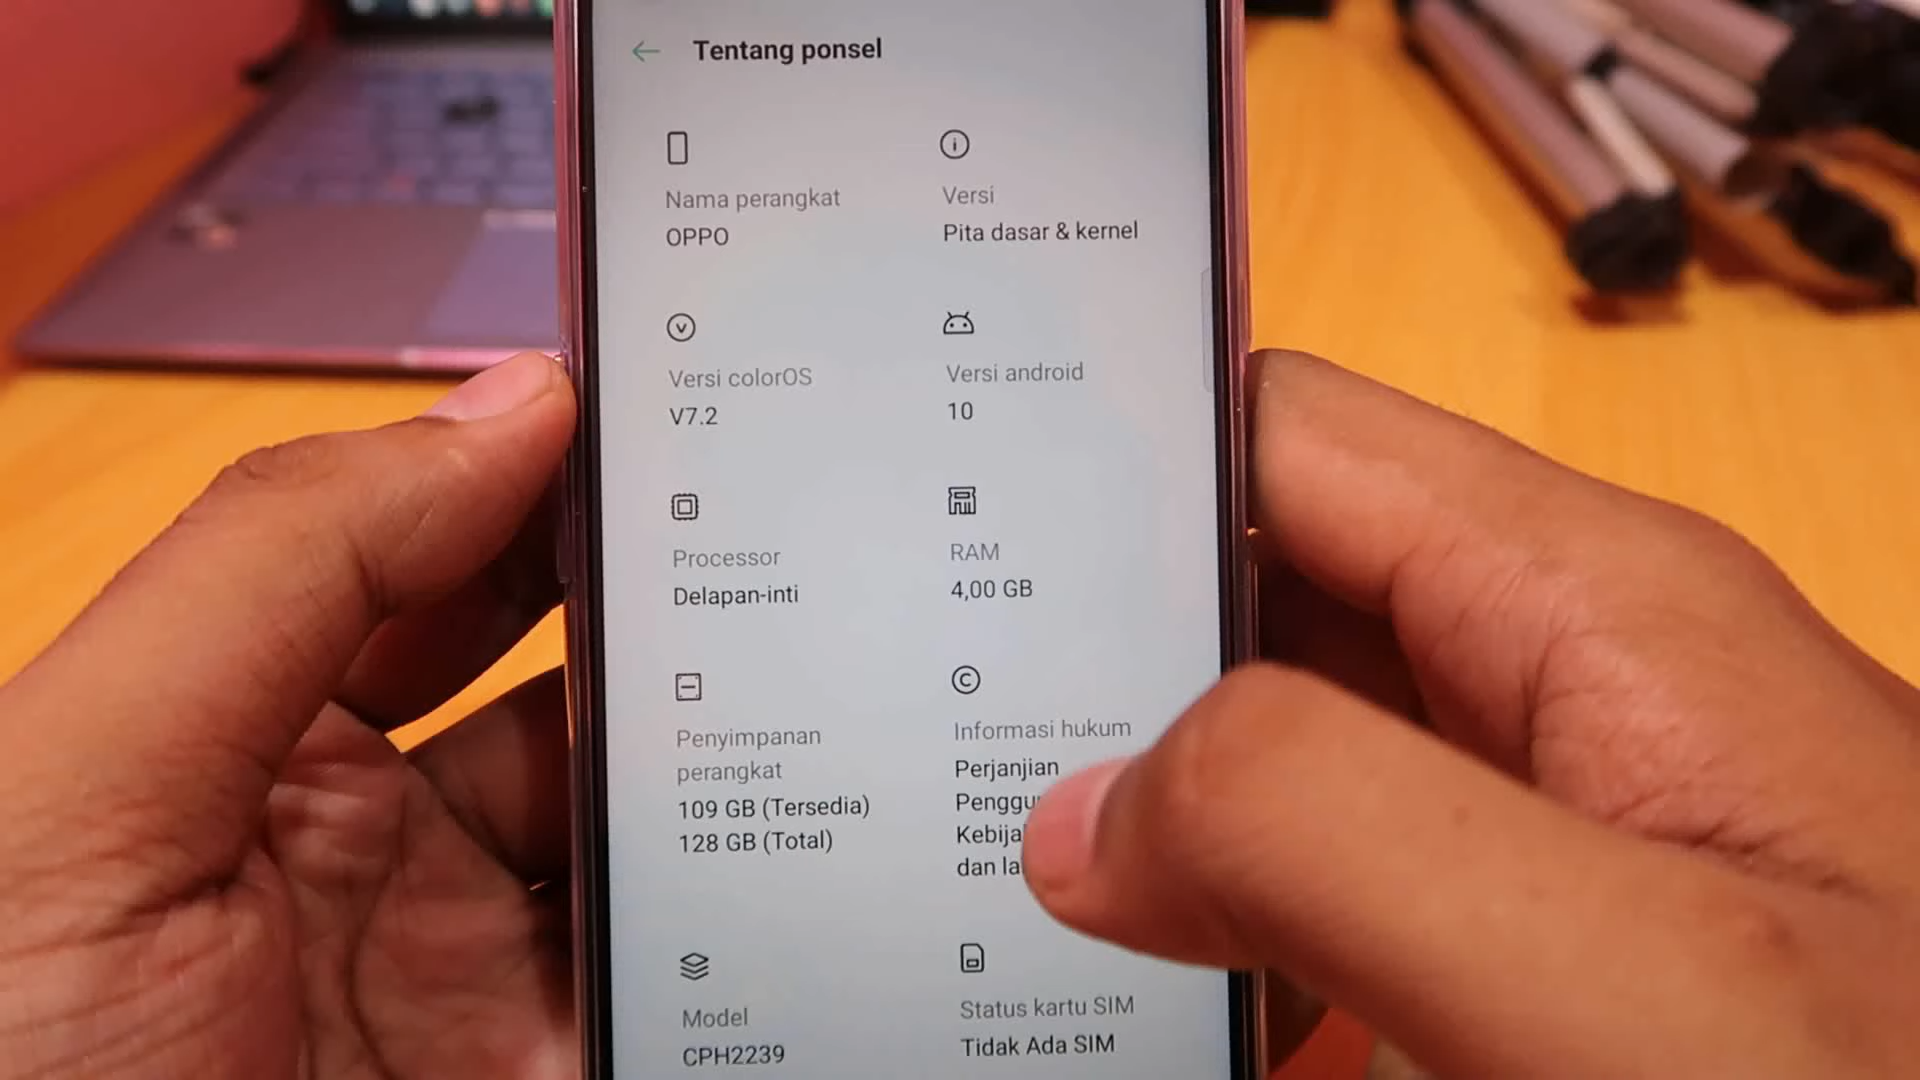 Tentang ponsel
Nama perangkat
OPPO
Versi
Pita dasar & kernel
Versi colorOS
V7.2
Versi android
10
Processor
Delapan-inti
RAM
4,00 GB
Penyimpanan
perangkat
109 GB (Tersedia)
128 GB (Total)
Informasi hukum
Perjanjian
dan
Model
CPH2239
Status kartu SIM
Tidak Ada SIM